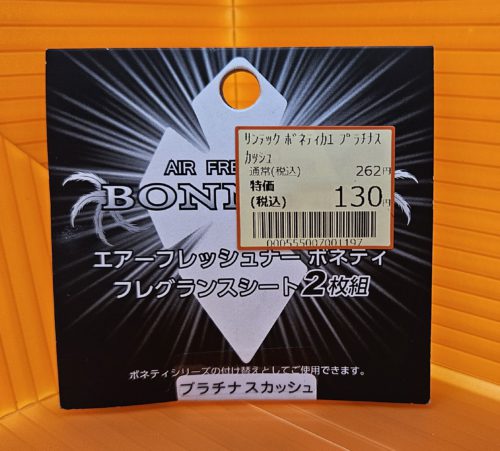 AIR FRE
BONN
サンテック ボネティカエ プラチナス
カッシュ
通常(税込) 262円
特価
(税込) 130円
000555007001197
エアーフレッシュナー ボネティ
フレグランスシート2枚組
ボネティシリーズの付け替えとしてご使用できます。
プラチナスカッシュ